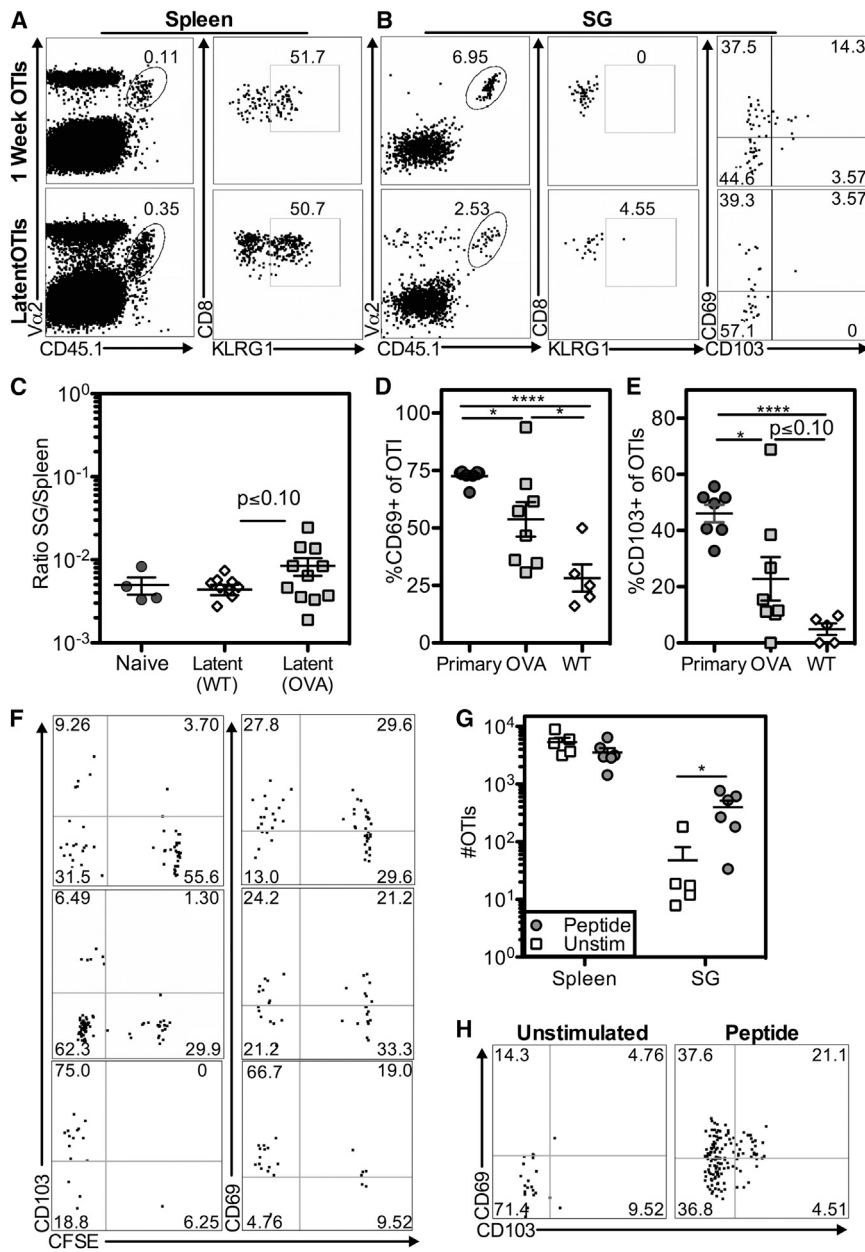 A Spleen B SG
1 Week OTIs
0.11
51.7
6.95
0
37.5 14.3
44.6 3.57
LatentOTIs
0.35
50.7
2.53
4.55
39.3 3.57
57.1 0
Vα2
CD45.1
CD8
KLRG1
Vα2
CD45.1
CD8
KLRG1
CD69
CD103
C
Ratio SG/Spleen
10⁰
10⁻¹
10⁻²
10⁻³
p≤0.10
Naive
Latent (WT)
Latent (OVA)
D
%CD69+ of OTI
100
75
50
25
0
****
* *
Primary OVA WT
E
%CD103+ of OTIs
80
60
40
20
0
****
* p≤0.10
Primary OVA WT
F
9.26 3.70
31.5 55.6
27.8 29.6
13.0 29.6
6.49 1.30
62.3 29.9
24.2 21.2
21.2 33.3
75.0 0
18.8 6.25
66.7 19.0
4.76 9.52
CD103
CD69
CFSE
G
#OTIs
10⁴
10³
10²
10¹
10⁰
*
Peptide
Unstim
Spleen SG
H
Unstimulated Peptide
14.3 4.76
71.4 9.52
37.6 21.1
36.8 4.51
CD69
CD103